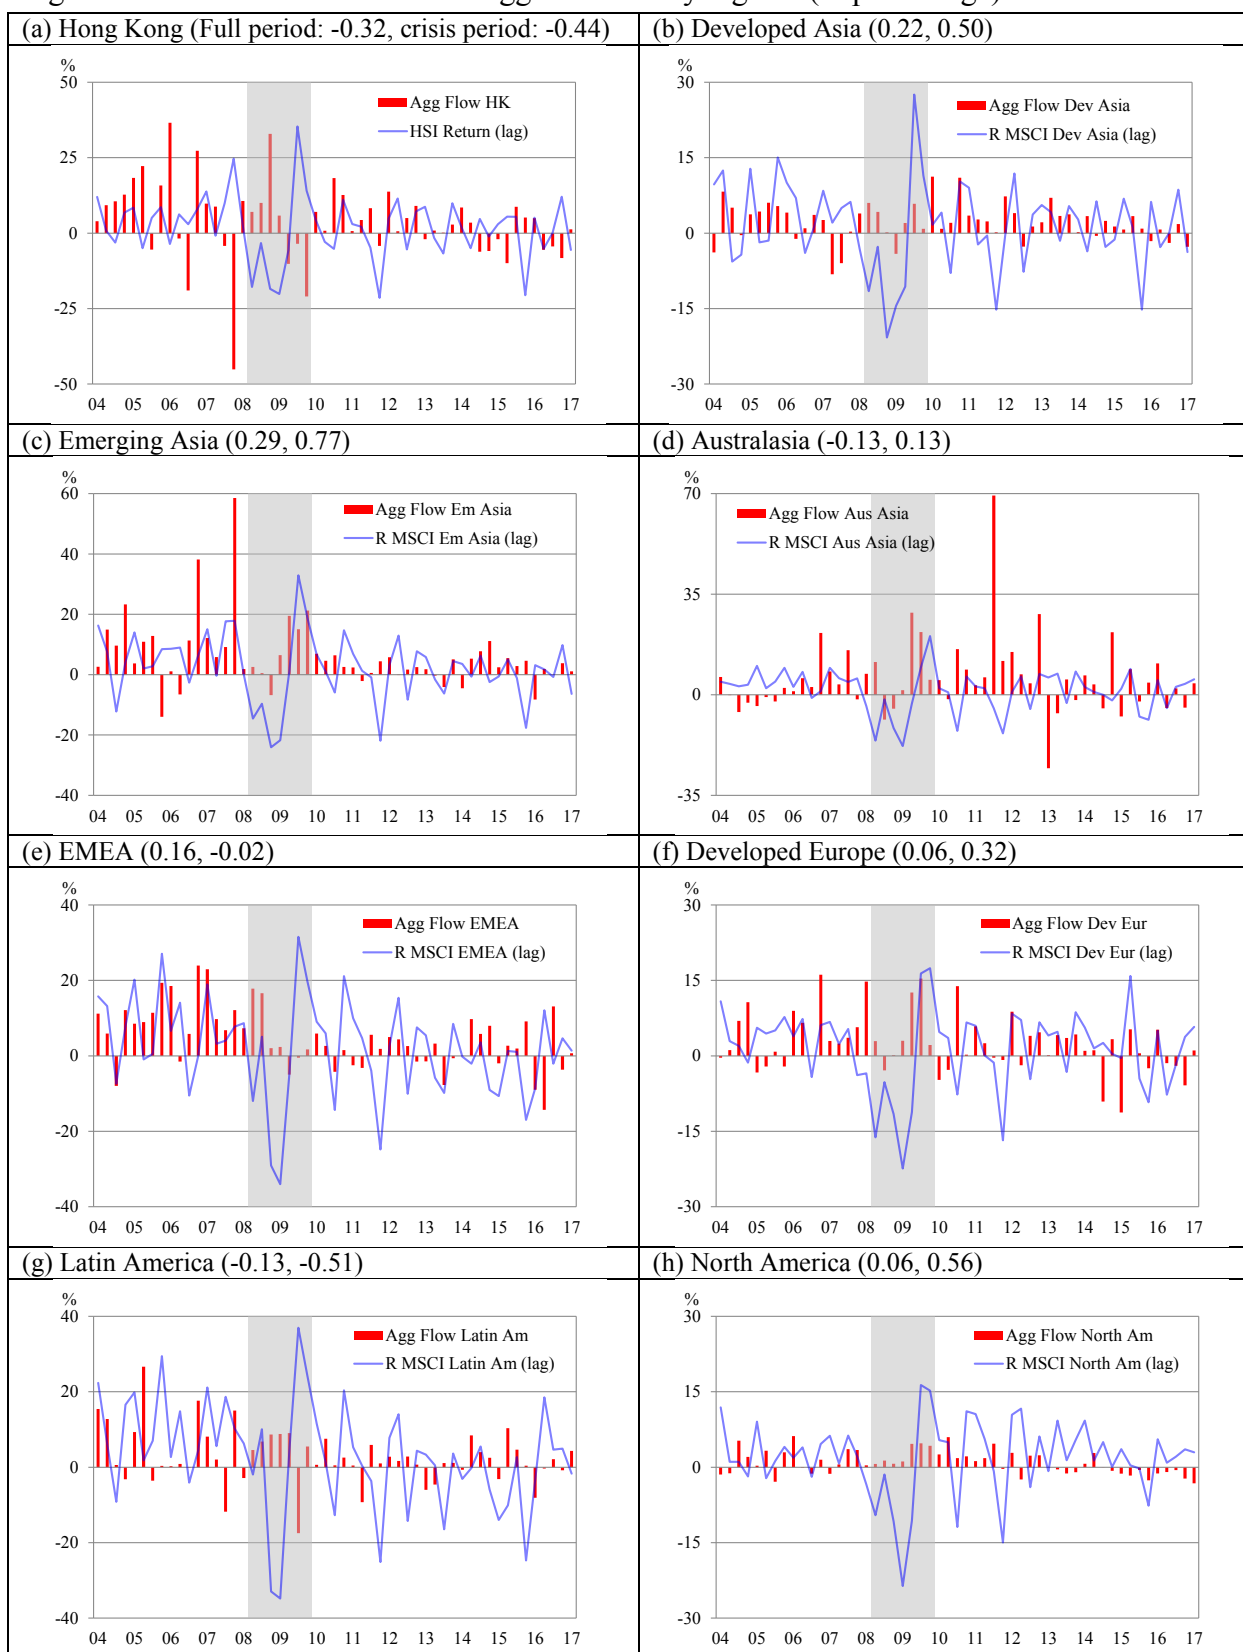 (a) Hong Kong (Full period: -0.32, crisis period: -0.44)
%
50
25
0
-25
-50
Agg Flow HK
HSI Return (lag)
04 05 06 07 08 09 10 11 12 13 14 15 16 17
(b) Developed Asia (0.22, 0.50)
%
30
15
0
-15
-30
Agg Flow Dev Asia
R MSCI Dev Asia (lag)
04 05 06 07 08 09 10 11 12 13 14 15 16 17
(c) Emerging Asia (0.29, 0.77)
%
60
40
20
0
-20
-40
Agg Flow Em Asia
R MSCI Em Asia (lag)
04 05 06 07 08 09 10 11 12 13 14 15 16 17
(d) Australasia (-0.13, 0.13)
%
70
35
0
-35
Agg Flow Aus Asia
R MSCI Aus Asia (lag)
04 05 06 07 08 09 10 11 12 13 14 15 16 17
(e) EMEA (0.16, -0.02)
%
40
20
0
-20
-40
Agg Flow EMEA
R MSCI EMEA (lag)
04 05 06 07 08 09 10 11 12 13 14 15 16 17
(f) Developed Europe (0.06, 0.32)
%
30
15
0
-15
-30
Agg Flow Dev Eur
R MSCI Dev Eur (lag)
04 05 06 07 08 09 10 11 12 13 14 15 16 17
(g) Latin America (-0.13, -0.51)
%
40
20
0
-20
-40
Agg Flow Latin Am
R MSCI Latin Am (lag)
04 05 06 07 08 09 10 11 12 13 14 15 16 17
(h) North America (0.06, 0.56)
%
30
15
0
-15
-30
Agg Flow North Am
R MSCI North Am (lag)
04 05 06 07 08 09 10 11 12 13 14 15 16 17